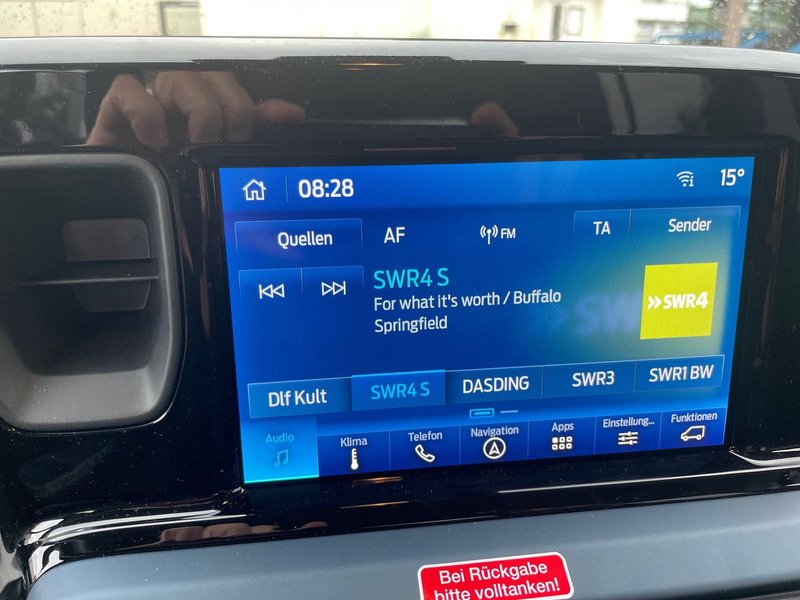 08:28
15°
Quellen
AF
FM
TA
Sender
SWR4 S
For what it's worth / Buffalo
Springfield
SWR4
Dlf Kult
SWR4 S
DASDING
SWR3
SWR1 BW
Audio
Klima
Telefon
Navigation
Apps
Einstellung...
Funktionen
Bei Rückgabe
bitte volltanken!